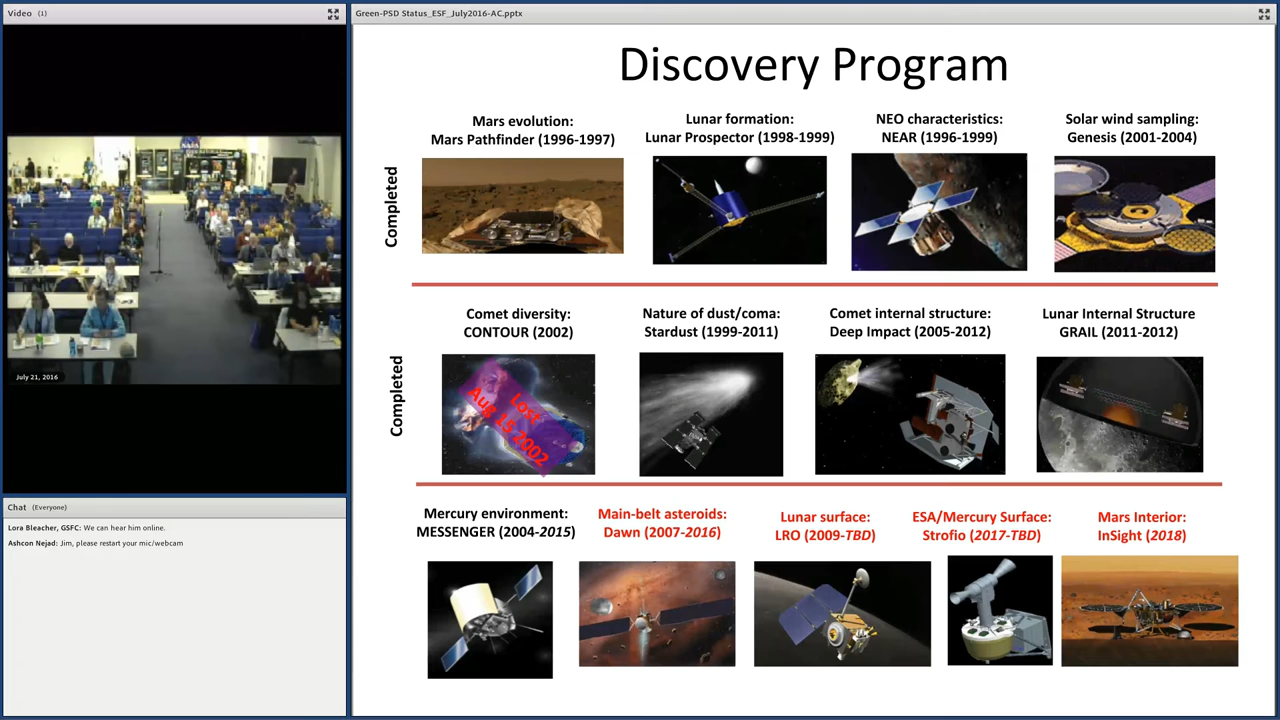 Video (1)
Green-PSD Status_ESF_July2016-AC.pptx
NASA
July 21, 2016
Chat (Everyone)
Lora Bleacher, GSFC: We can hear him online.
Ashcon Nejad: Jim, please restart your mic/webcam
Discovery Program
Completed
Mars evolution:
Mars Pathfinder (1996-1997)
Lunar formation:
Lunar Prospector (1998-1999)
NEO characteristics:
NEAR (1996-1999)
Solar wind sampling:
Genesis (2001-2004)
Completed
Comet diversity:
CONTOUR (2002)
Lost
Aug 15 2002
Nature of dust/coma:
Stardust (1999-2011)
Comet internal structure:
Deep Impact (2005-2012)
Lunar Internal Structure
GRAIL (2011-2012)
Mercury environment:
MESSENGER (2004-2015)
Main-belt asteroids:
Dawn (2007-2016)
Lunar surface:
LRO (2009-TBD)
ESA/Mercury Surface:
Strofio (2017-TBD)
Mars Interior:
InSight (2018)